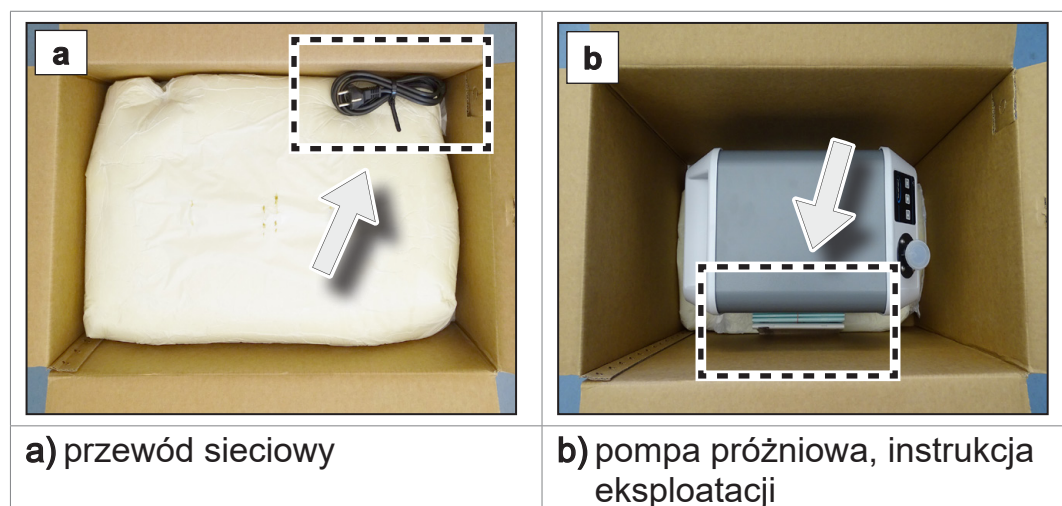 a
b
a) przewód sieciowy
b) pompa próżniowa, instrukcja
eksploatacji